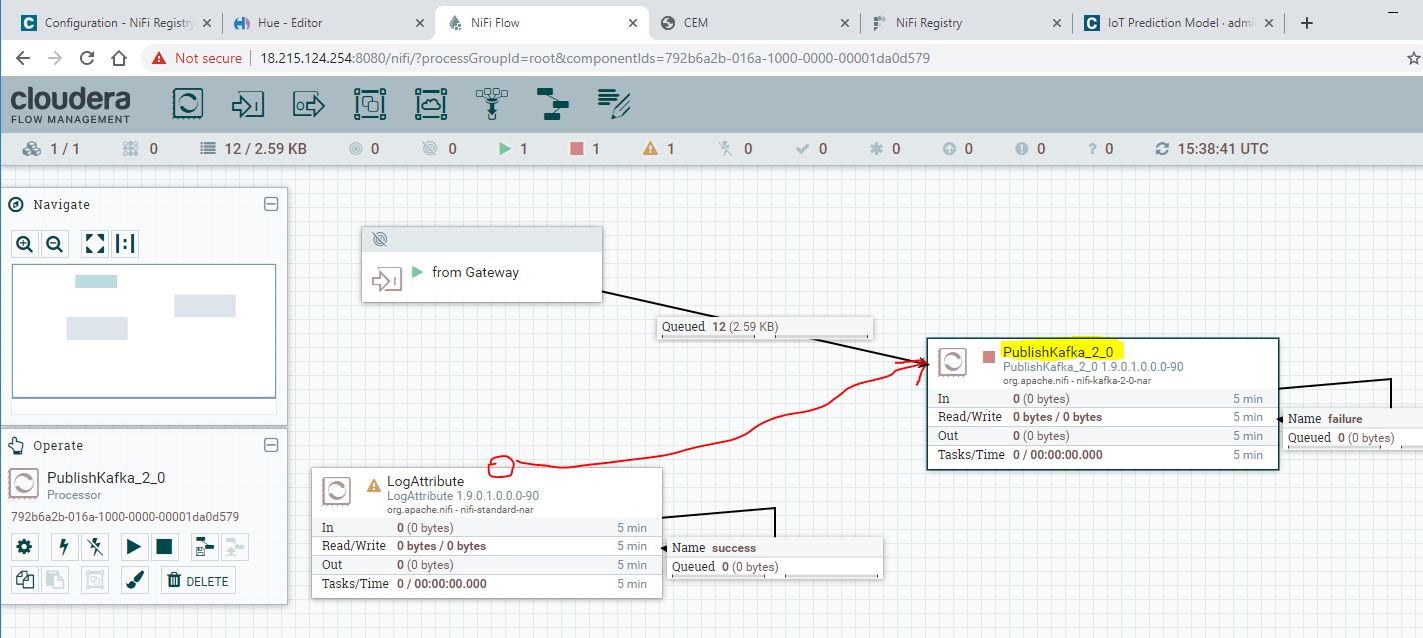 Configuration - NiFi Registry
Hue - Editor
NiFi Flow
CEM
NiFi Registry
IoT Prediction Model · admi
Not secure
18.215.124.254:8080/nifi/?processGroupId=root&componentIds=792b6a2b-016a-1000-0000-00001da0d579
cloudera
FLOW MANAGEMENT
1 / 1
0
12 / 2.59 KB
0
0
1
1
1
0
0
0
0
0
? 0
15:38:41 UTC
Navigate
from Gateway
Queued 12 (2.59 KB)
PublishKafka_2_0
PublishKafka_2_0 1.9.0.1.0.0.0-90
org.apache.nifi - nifi-kafka-2-0-nar
In 0 (0 bytes) 5 min
Read/Write 0 bytes / 0 bytes 5 min
Out 0 (0 bytes) 5 min
Tasks/Time 0 / 00:00:00.000 5 min
Name failure
Queued 0 (0 bytes)
Operate
PublishKafka_2_0
Processor
792b6a2b-016a-1000-0000-00001da0d579
DELETE
LogAttribute
LogAttribute 1.9.0.1.0.0.0-90
org.apache.nifi - nifi-standard-nar
In 0 (0 bytes) 5 min
Read/Write 0 bytes / 0 bytes 5 min
Out 0 (0 bytes) 5 min
Tasks/Time 0 / 00:00:00.000 5 min
Name success
Queued 0 (0 bytes)